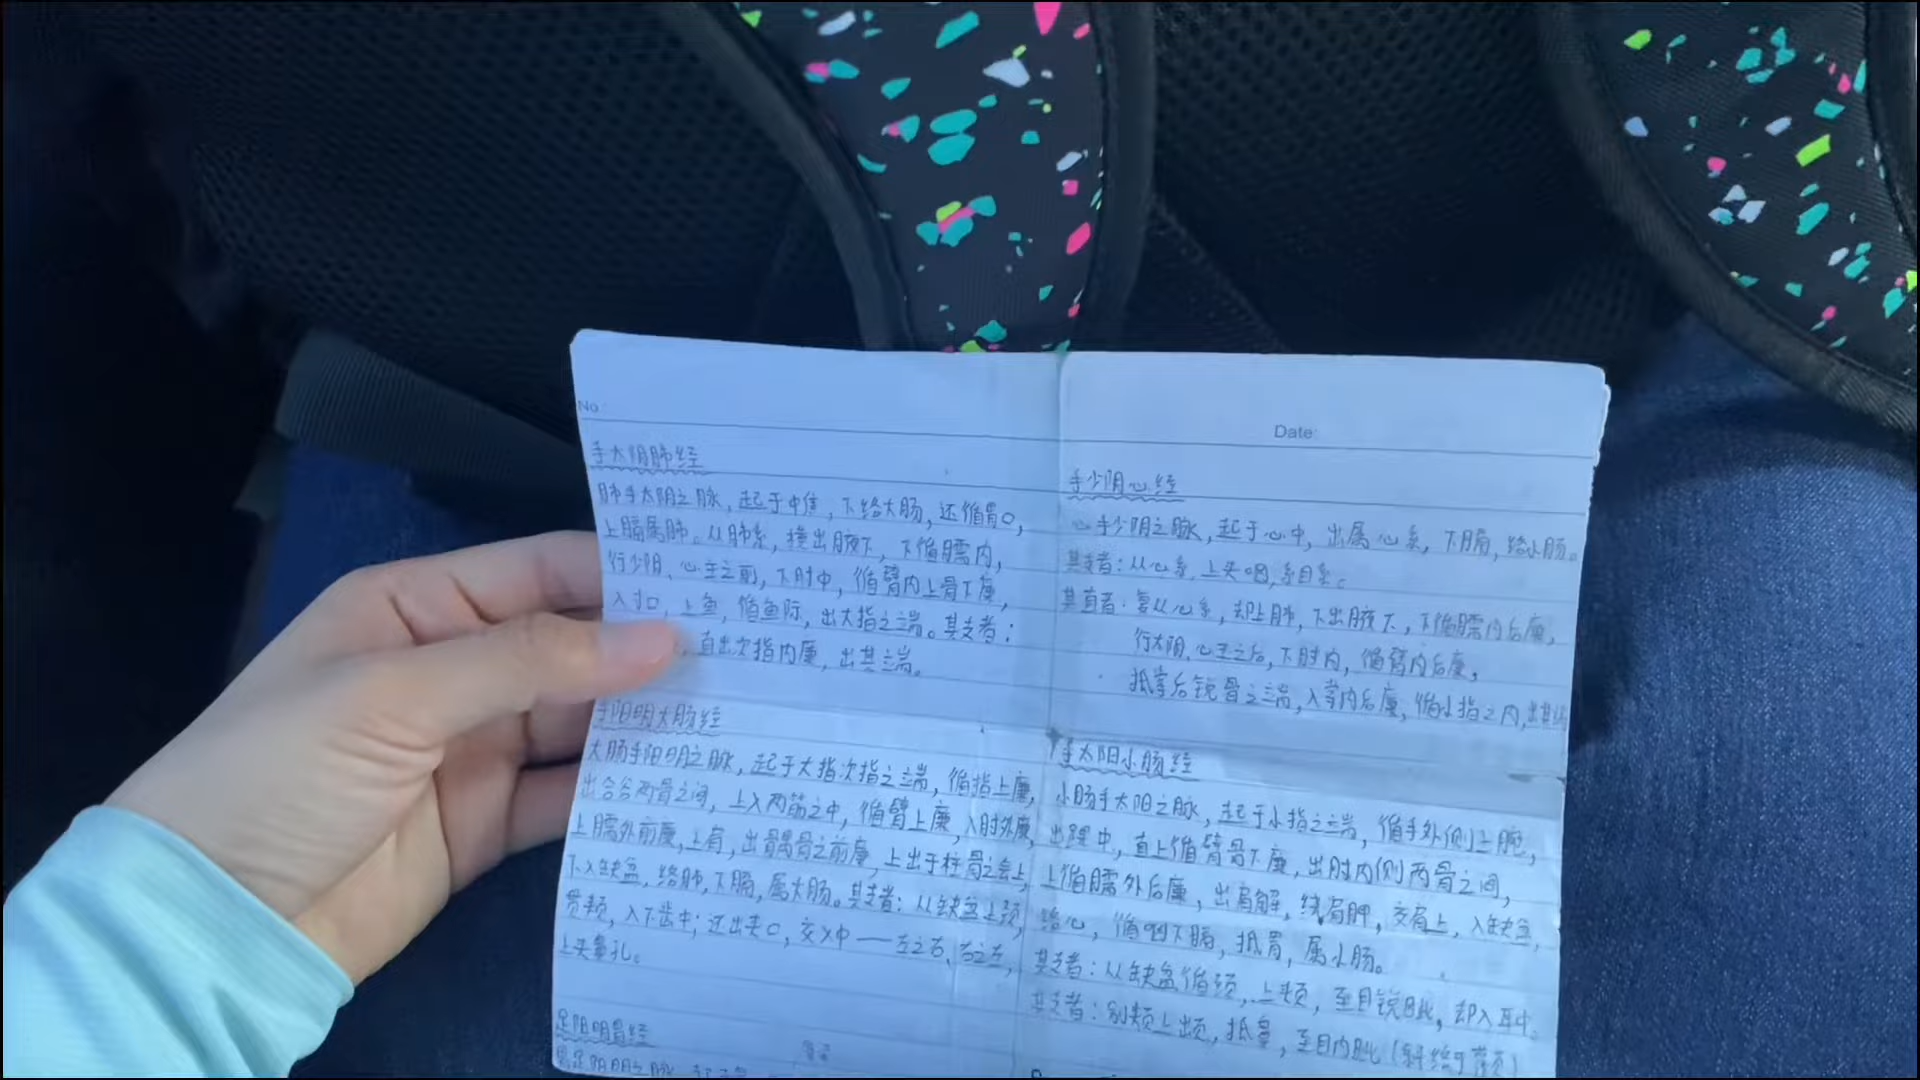 No:
手太阴肺经
肺手太阴之脉，起于中焦，下络大肠，还循胃口，
上膈属肺。从肺系，横出腋下，下循臑内，
行少阴、心主之前，下肘中，循臂内上骨下廉，
入寸口，上鱼，循鱼际，出大指之端。其支者：
直出次指内廉，出其端。
手阳明大肠经
大肠手阳明之脉，起于大指次指之端，循指上廉，
出合谷两骨之间，上入两筋之中，循臂上廉，入肘外廉，
上臑外前廉，上肩，出髃骨之前廉，上出于柱骨之会上，
下入缺盆，络肺，下膈，属大肠。其支者：从缺盆上颈，
贯颊，入下齿中；还出夹口，交人中——左之右，右之左，
上夹鼻孔。
足阳明胃经
胃足阳明之脉，起于鼻
Date:
手少阴心经
心手少阴之脉，起于心中，出属心系，下膈，络小肠。
其支者：从心系，上夹咽，系目系。
其直者：复从心系，却上肺，下出腋下，下循臑内后廉，
行太阴、心主之后，下肘内，循臂内后廉，
抵掌后锐骨之端，入掌内后廉，循小指之内，出其端
手太阳小肠经
小肠手太阳之脉，起于小指之端，循手外侧上腕，
出踝中，直上循臂骨下廉，出肘内侧两骨之间，
上循臑外后廉，出肩解，绕肩胛，交肩上，入缺盆，
络心，循咽下膈，抵胃，属小肠。
其支者：从缺盆循颈，上颊，至目锐眦，却入耳中。
其支者：别颊上䪼，抵鼻，至目内眦（斜络于颧）